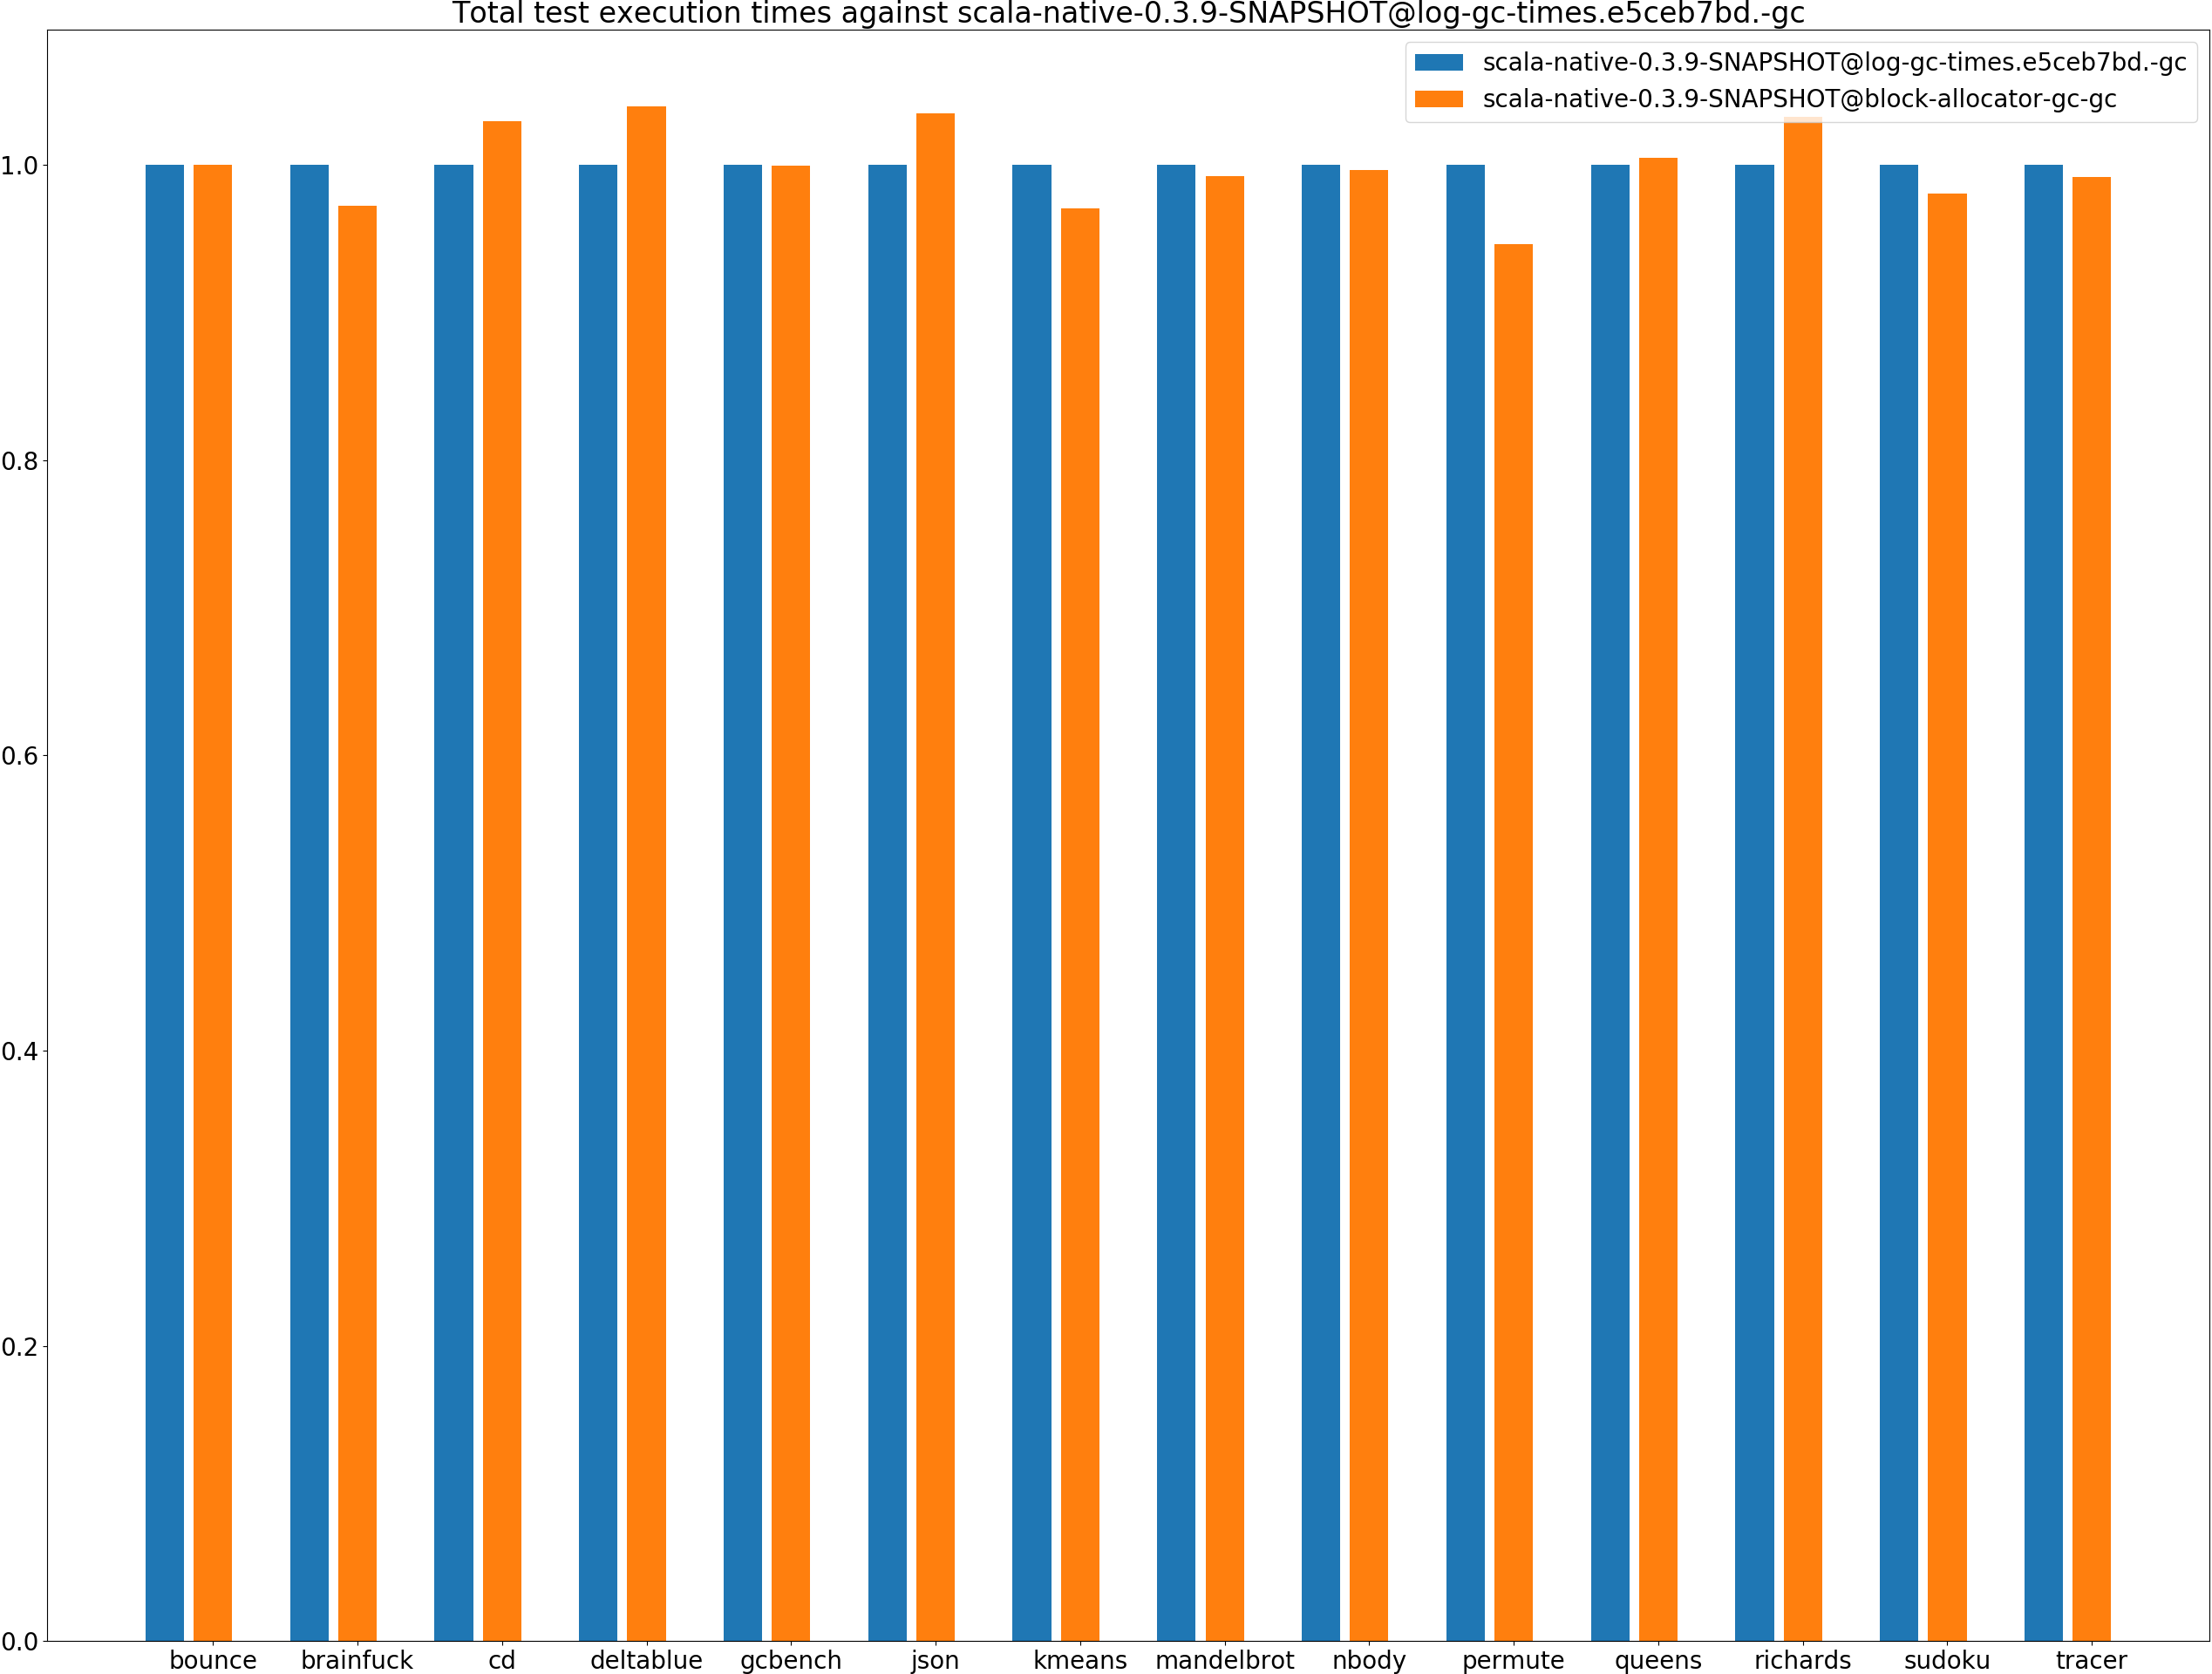 Total test execution times against scala-native-0.3.9-SNAPSHOT@log-gc-times.e5ceb7bd.-gc
scala-native-0.3.9-SNAPSHOT@log-gc-times.e5ceb7bd.-gc
scala-native-0.3.9-SNAPSHOT@block-allocator-gc-gc
1.0
0.8
0.6
0.4
0.2
0.0
bounce brainfuck cd deltablue gcbench json kmeans mandelbrot nbody permute queens richards sudoku tracer